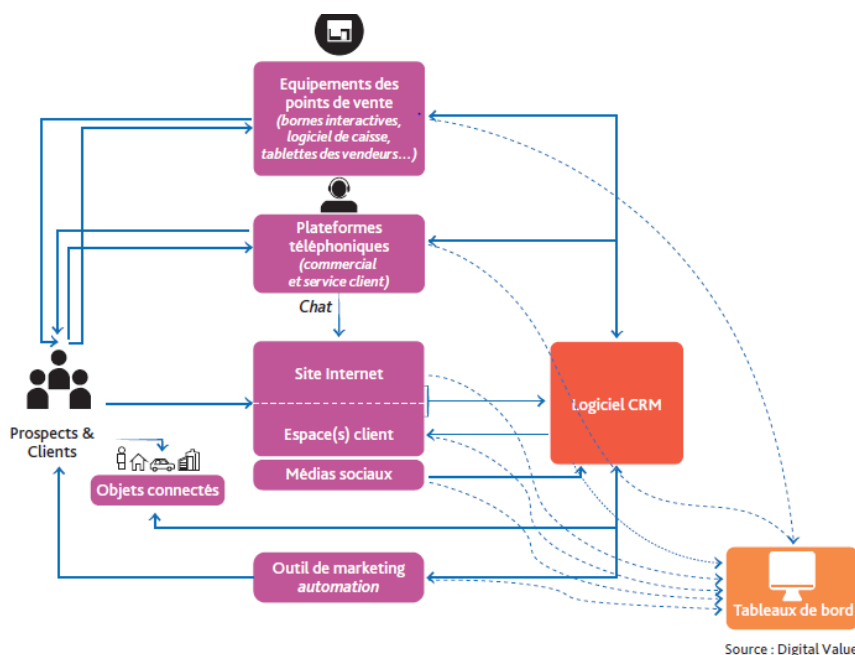 Equipements des
points de vente
(bornes interactives,
logiciel de caisse,
tablettes des vendeurs...)
Plateformes
téléphoniques
(commercial
et service client)
Chat
Site Internet
Logiciel CRM
Espace(s) client
Prospects &
Clients
Médias sociaux
Objets connectés
Outil de marketing
automation
Tableaux de bord
Source : Digital Value